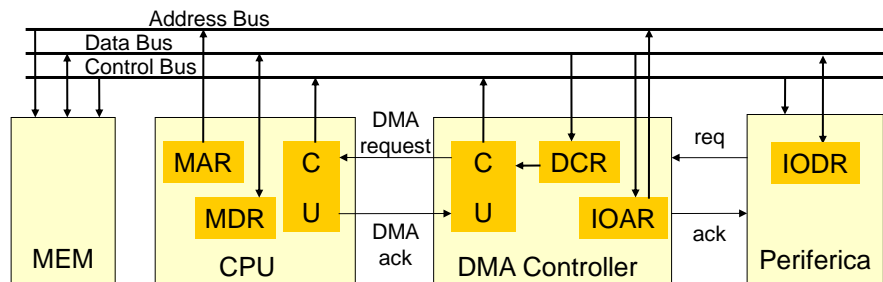 Address Bus
Data Bus
Control Bus
MAR
MDR
C
U
CPU
MEM
DMA
request
DMA
ack
C
U
DCR
IOAR
DMA Controller
req
ack
IODR
Periferica